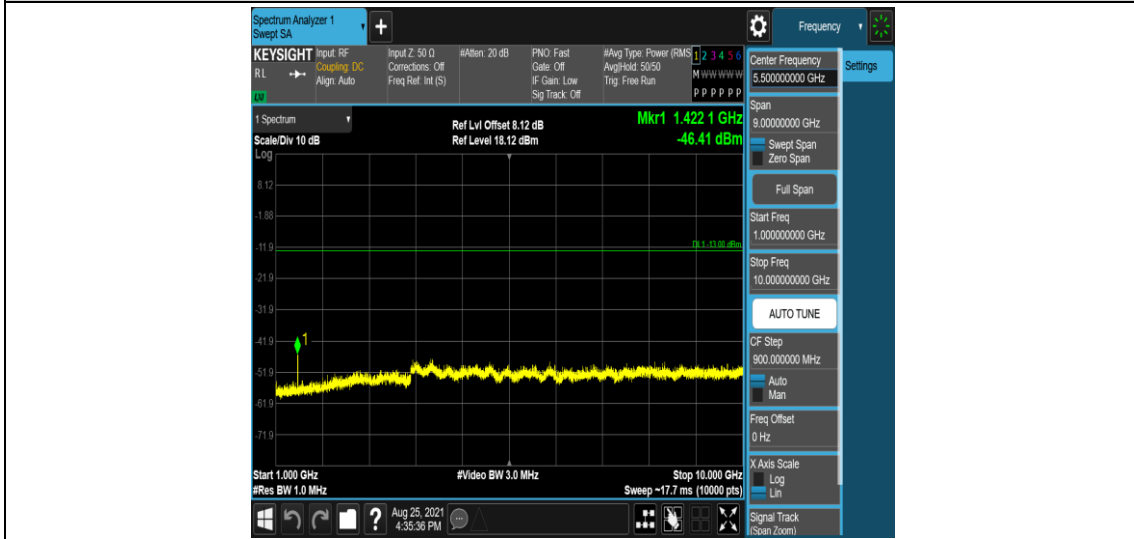 Spectrum Analyzer 1
Swept SA
+
Frequency
KEYSIGHT
RL
LXI
Input: RF
Coupling: DC
Align: Auto
Input Z: 50 Ω
Corrections: Off
Freq Ref: Int (S)
#Atten: 20 dB
PNO: Fast
Gate: Off
IF Gain: Low
Sig Track: Off
#Avg Type: Power (RMS
Avg|Hold: 50/50
Trig: Free Run
1 2 3 4 5 6
M W W W W W
P P P P P P
1 Spectrum
Scale/Div 10 dB
Log
Ref Lvl Offset 8.12 dB
Ref Level 18.12 dBm
Mkr1 1.422 1 GHz
-46.41 dBm
8.12
-1.88
-11.9
DL1 -13.00 dBm
-21.9
-31.9
-41.9
1
-51.9
-61.9
-71.9
Start 1.000 GHz
#Res BW 1.0 MHz
#Video BW 3.0 MHz
Stop 10.000 GHz
Sweep ~17.7 ms (10000 pts)
?
Aug 25, 2021
4:35:36 PM
Center Frequency
5.500000000 GHz
Settings
Span
9.00000000 GHz
Swept Span
Zero Span
Full Span
Start Freq
1.000000000 GHz
Stop Freq
10.000000000 GHz
AUTO TUNE
CF Step
900.000000 MHz
Auto
Man
Freq Offset
0 Hz
X Axis Scale
Log
Lin
Signal Track
(Span Zoom)